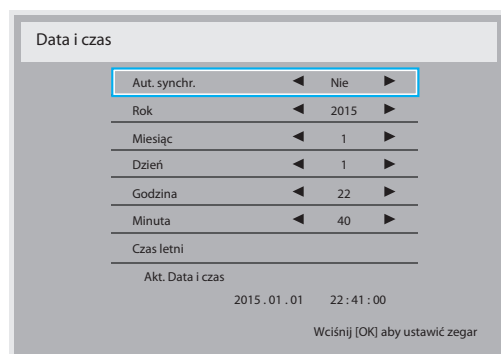 Data i czas
Aut. synchr. ◀ Nie ▶
Rok ◀ 2015 ▶
Miesiąc ◀ 1 ▶
Dzień ◀ 1 ▶
Godzina ◀ 22 ▶
Minuta ◀ 40 ▶
Czas letni
Akt. Data i czas
2015 . 01 . 01 22 : 41 : 00
Wciśnij [OK] aby ustawić zegar